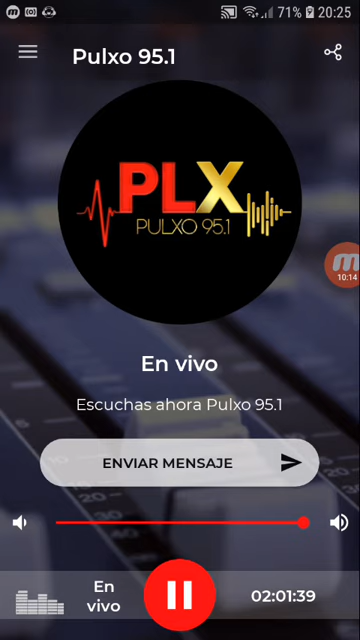 71% 20:25
Pulxo 95.1
PLX
PULXO 95.1
10:14
En vivo
Escuchas ahora Pulxo 95.1
ENVIAR MENSAJE
En
vivo
02:01:39